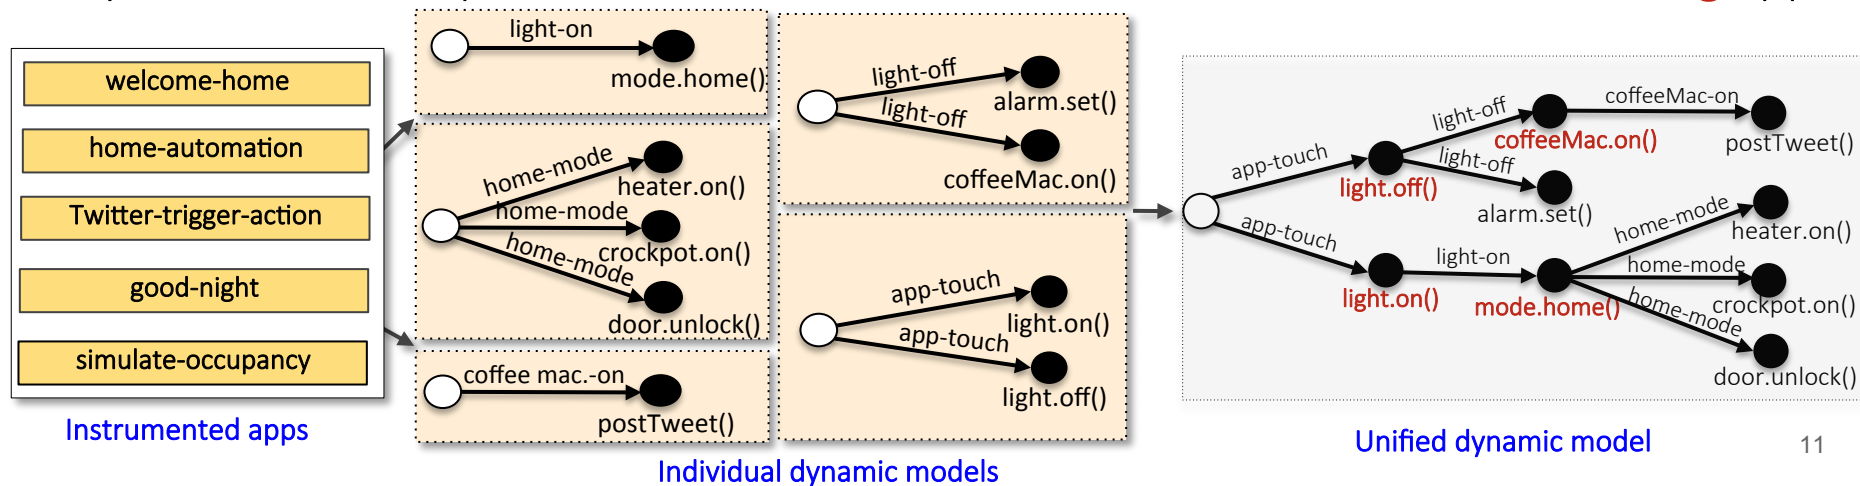 welcome-home
home-automation
Twitter-trigger-action
good-night
simulate-occupancy
Instrumented apps
light-on
mode.home()
home-mode
heater.on()
home-mode
crockpot.on()
home-mode
door.unlock()
coffee mac.-on
postTweet()
light-off
alarm.set()
light-off
coffeeMac.on()
app-touch
light.on()
app-touch
light.off()
Individual dynamic models
app-touch
light.off()
light-off
coffeeMac.on()
coffeeMac-on
postTweet()
light-off
alarm.set()
app-touch
light.on()
light-on
mode.home()
home-mode
heater.on()
home-mode
crockpot.on()
home-mode
door.unlock()
Unified dynamic model
11